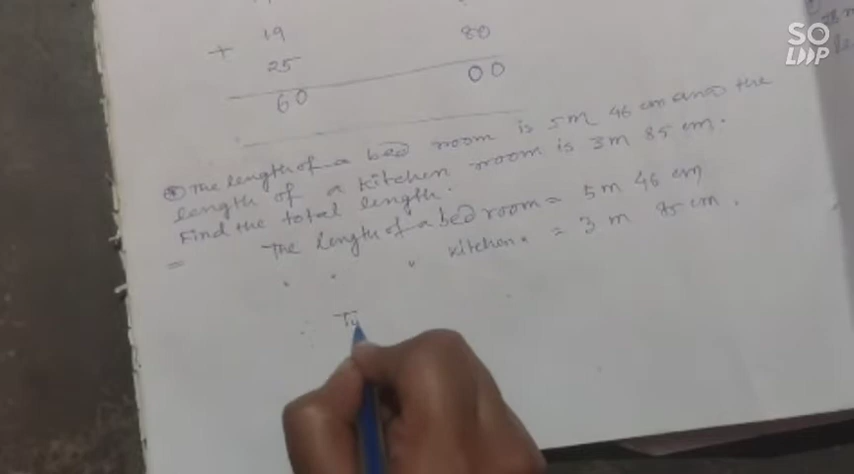 SO
LOOP
+ 19 80
25
60 00
The length of a bed room is 5m 46 cm and the
length of a kitchen room is 3m 85 cm.
Find the total length.
= The length of a bed room = 5m 46 cm
" " " kitchen " = 3 m 85 cm.
∴ T